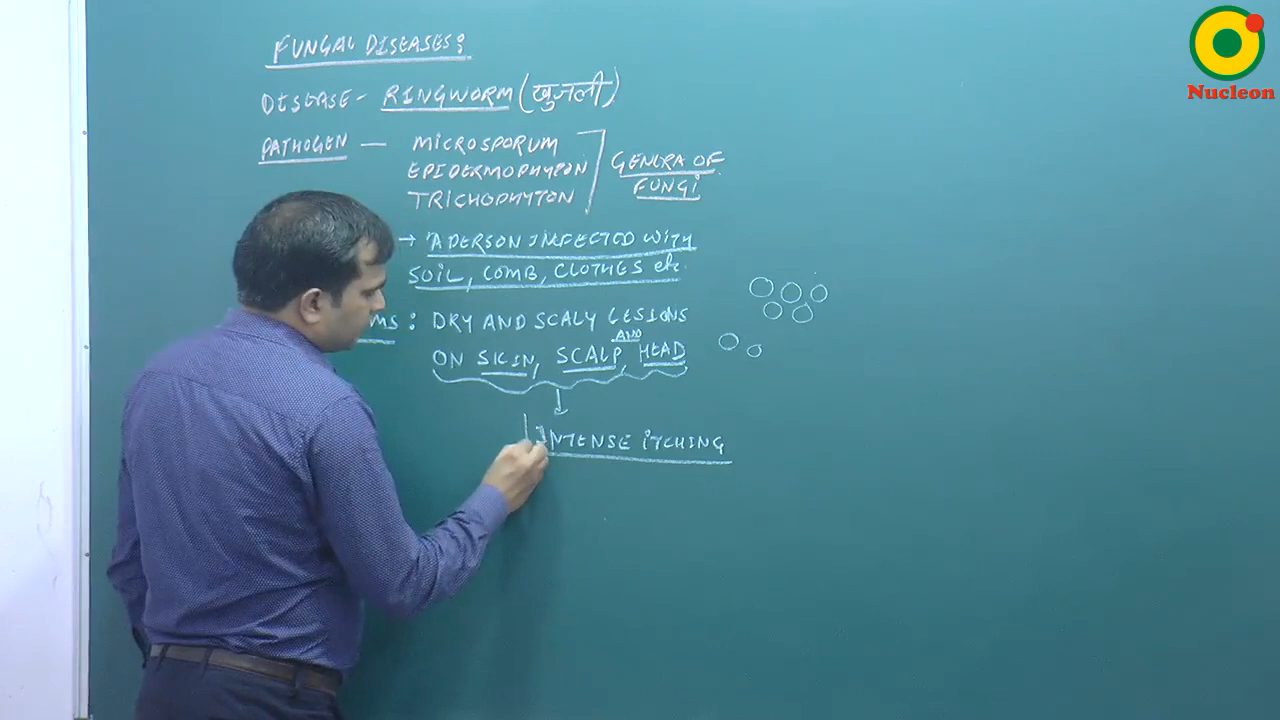 FUNGAL DISEASES:
DISEASE- RINGWORM (खुजली)
PATHOGEN — MICROSPORUM
EPIDERMOPHYTON
TRICHOPHYTON
GENERA OF
FUNGI
→ A PERSON INFECTED WITH
SOIL, COMB, CLOTHES etc.
MS : DRY AND SCALY LESIONS
ON SKIN, SCALP, AND HEAD
INTENSE ITCHING
Nucleon